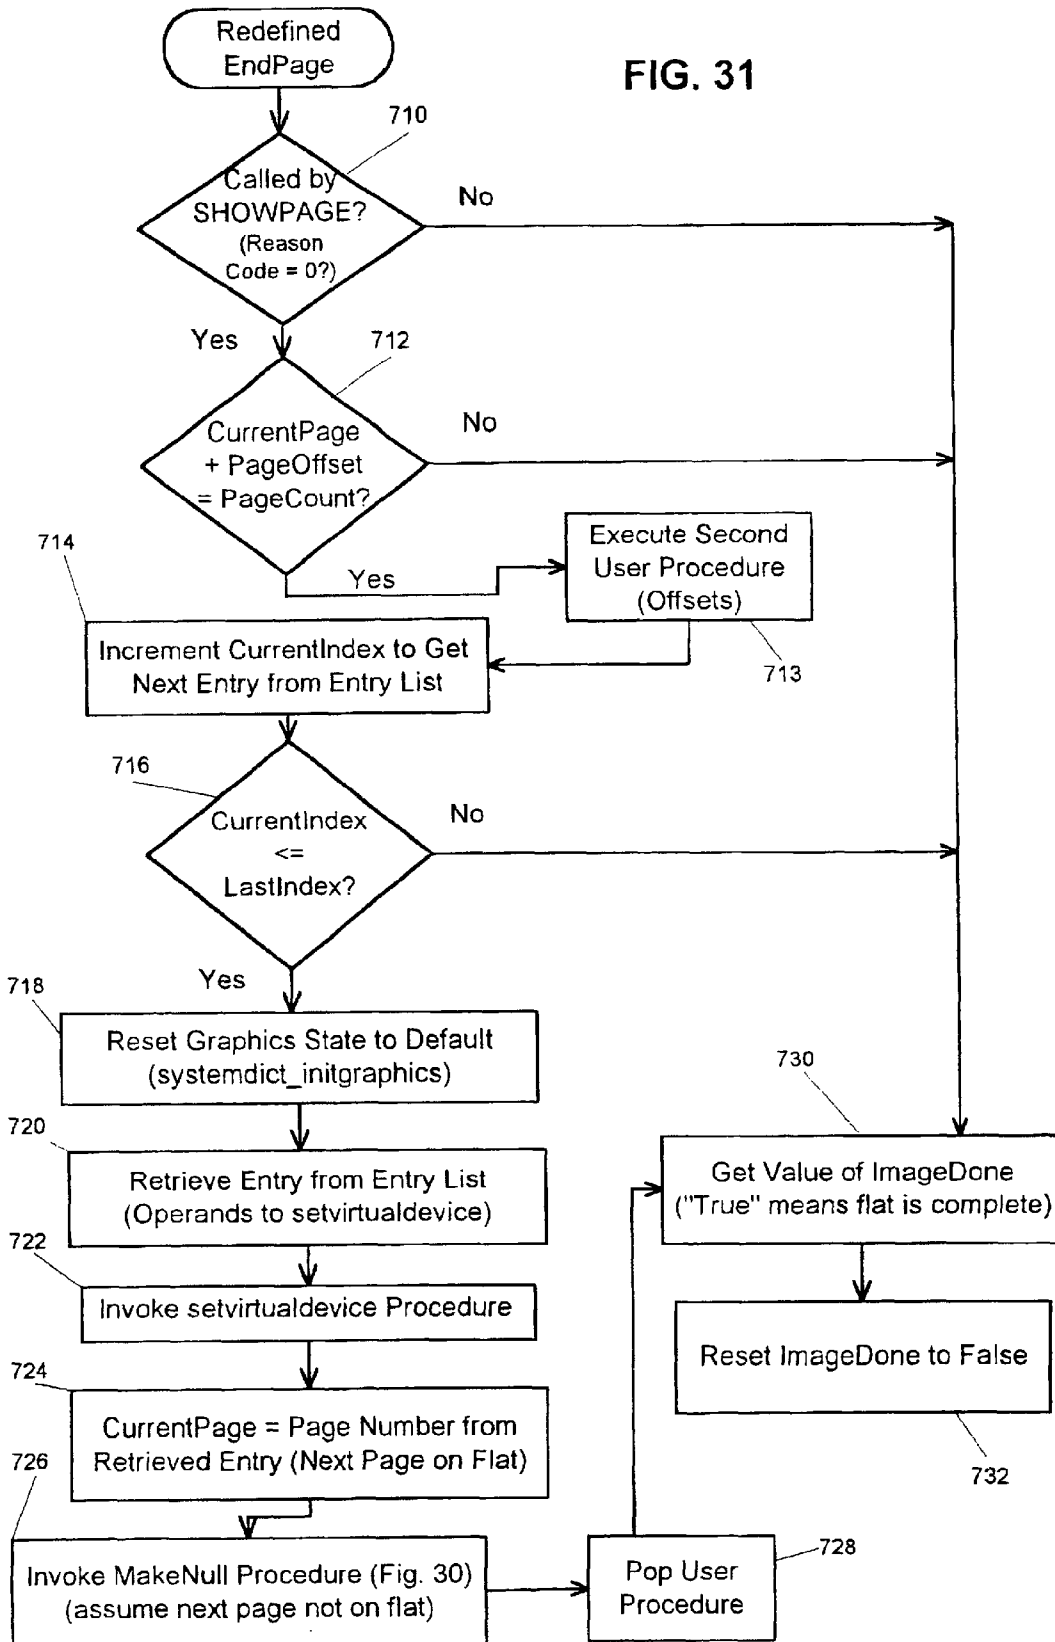 Redefined
EndPage
FIG. 31
710
Called by
SHOWPAGE?
(Reason
Code = 0?)
No
Yes
712
CurrentPage
+ PageOffset
= PageCount?
No
Yes
Execute Second
User Procedure
(Offsets)
713
714
Increment CurrentIndex to Get
Next Entry from Entry List
716
CurrentIndex
<=
LastIndex?
No
Yes
718
Reset Graphics State to Default
(systemdict_initgraphics)
720
Retrieve Entry from Entry List
(Operands to setvirtualdevice)
722
Invoke setvirtualdevice Procedure
724
CurrentPage = Page Number from
Retrieved Entry (Next Page on Flat)
726
Invoke MakeNull Procedure (Fig. 30)
(assume next page not on flat)
Pop User
Procedure
728
730
Get Value of ImageDone
("True" means flat is complete)
Reset ImageDone to False
732